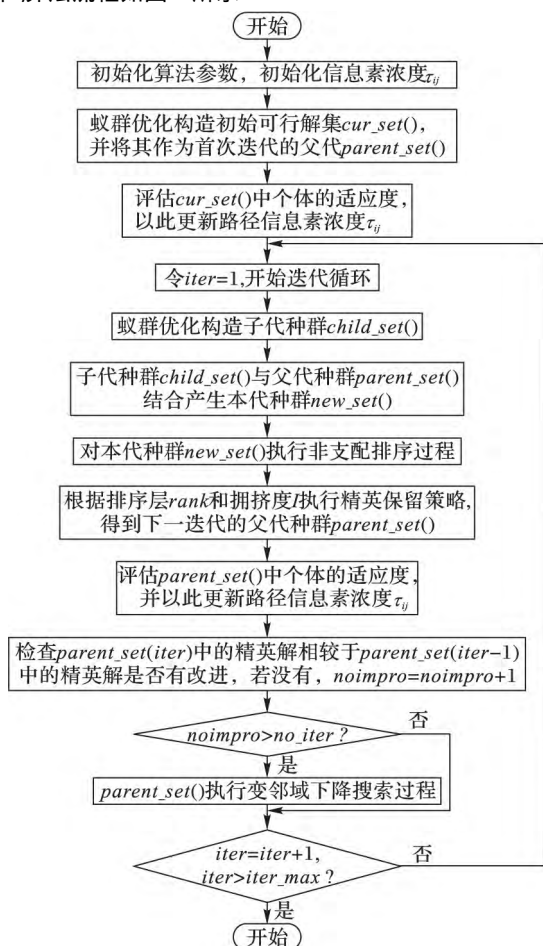 开始
初始化算法参数，初始化信息素浓度τij
蚁群优化构造初始可行解集cur_set(),
并将其作为首次迭代的父代parent_set()
评估cur_set()中个体的适应度，
以此更新路径信息素浓度τij
令iter=1,开始迭代循环
蚁群优化构造子代种群child_set()
子代种群child_set()与父代种群parent_set()
结合产生本代种群new_set()
对本代种群new_set()执行非支配排序过程
根据排序层rank和拥挤度I执行精英保留策略,
得到下一迭代的父代种群parent_set()
评估parent_set()中个体的适应度，
并以此更新路径信息素浓度τij
检查parent_set(iter)中的精英解相较于parent_set(iter−1)
中的精英解是否有改进，若没有，noimpro=noimpro+1
否
noimpro>no_iter？
是
parent_set()执行变邻域下降搜索过程
iter=iter+1,
否
iter>iter_max？
是
开始